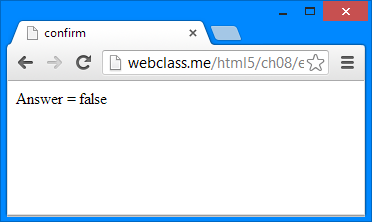 confirm
webclass.me/html5/ch08/e
Answer = false